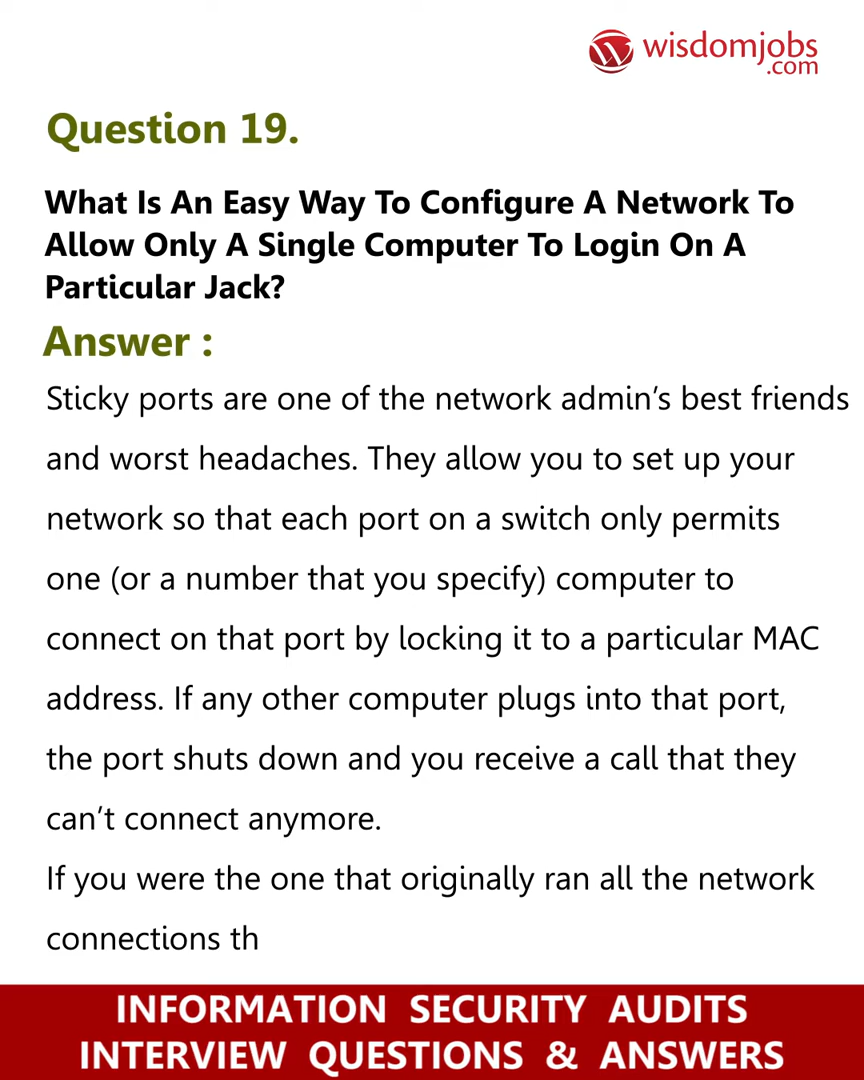 wisdomjobs
.com
Question 19.
What Is An Easy Way To Configure A Network To
Allow Only A Single Computer To Login On A
Particular Jack?
Answer :
Sticky ports are one of the network admin’s best friends
and worst headaches. They allow you to set up your
network so that each port on a switch only permits
one (or a number that you specify) computer to
connect on that port by locking it to a particular MAC
address. If any other computer plugs into that port,
the port shuts down and you receive a call that they
can’t connect anymore.
If you were the one that originally ran all the network
connections th
INFORMATION SECURITY AUDITS
INTERVIEW QUESTIONS & ANSWERS